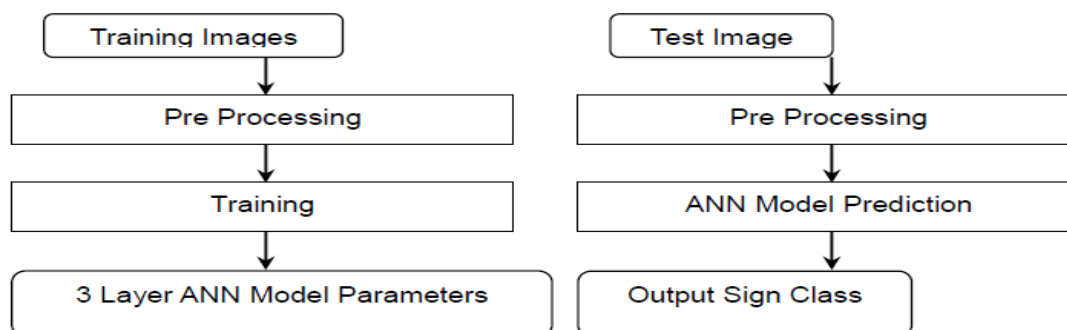 Training Images
Pre Processing
Training
3 Layer ANN Model Parameters
Test Image
Pre Processing
ANN Model Prediction
Output Sign Class